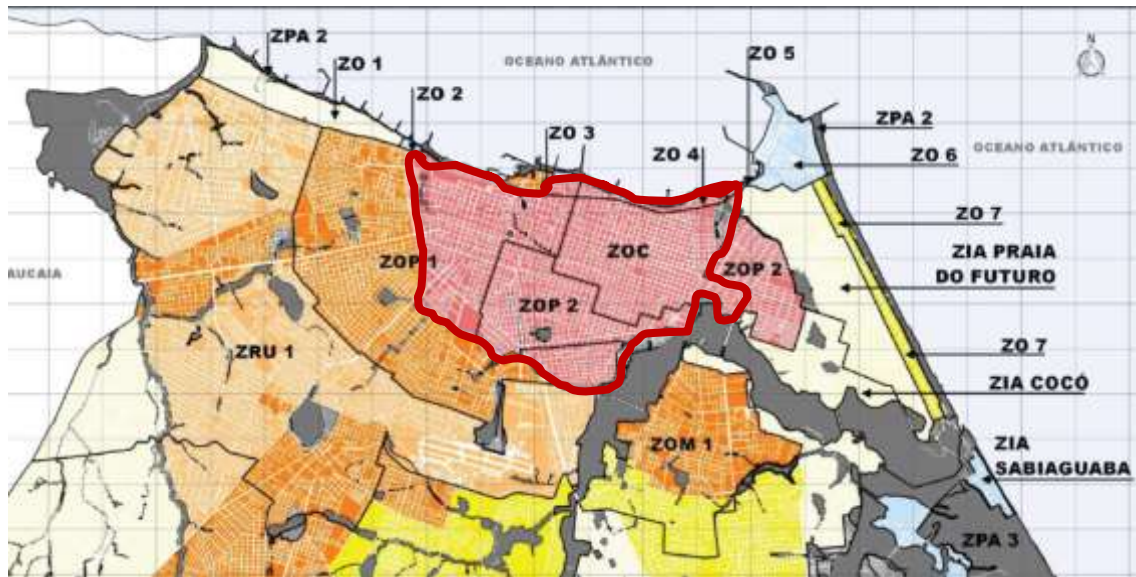 N
ZPA 2
ZO 5
ZO 1
OCEANO ATLÂNTICO
ZO 2
ZPA 2
ZO 3
OCEANO ATLÂNTICO
ZO 4
ZO 6
ZO 7
ZOC
ZIA PRAIA
DO FUTURO
ZOP 1
ZOP 2
AUCAIA
ZOP 2
ZRU 1
ZO 7
ZIA COCÓ
ZOM 1
ZIA
SABIAGUABA
ZPA 3